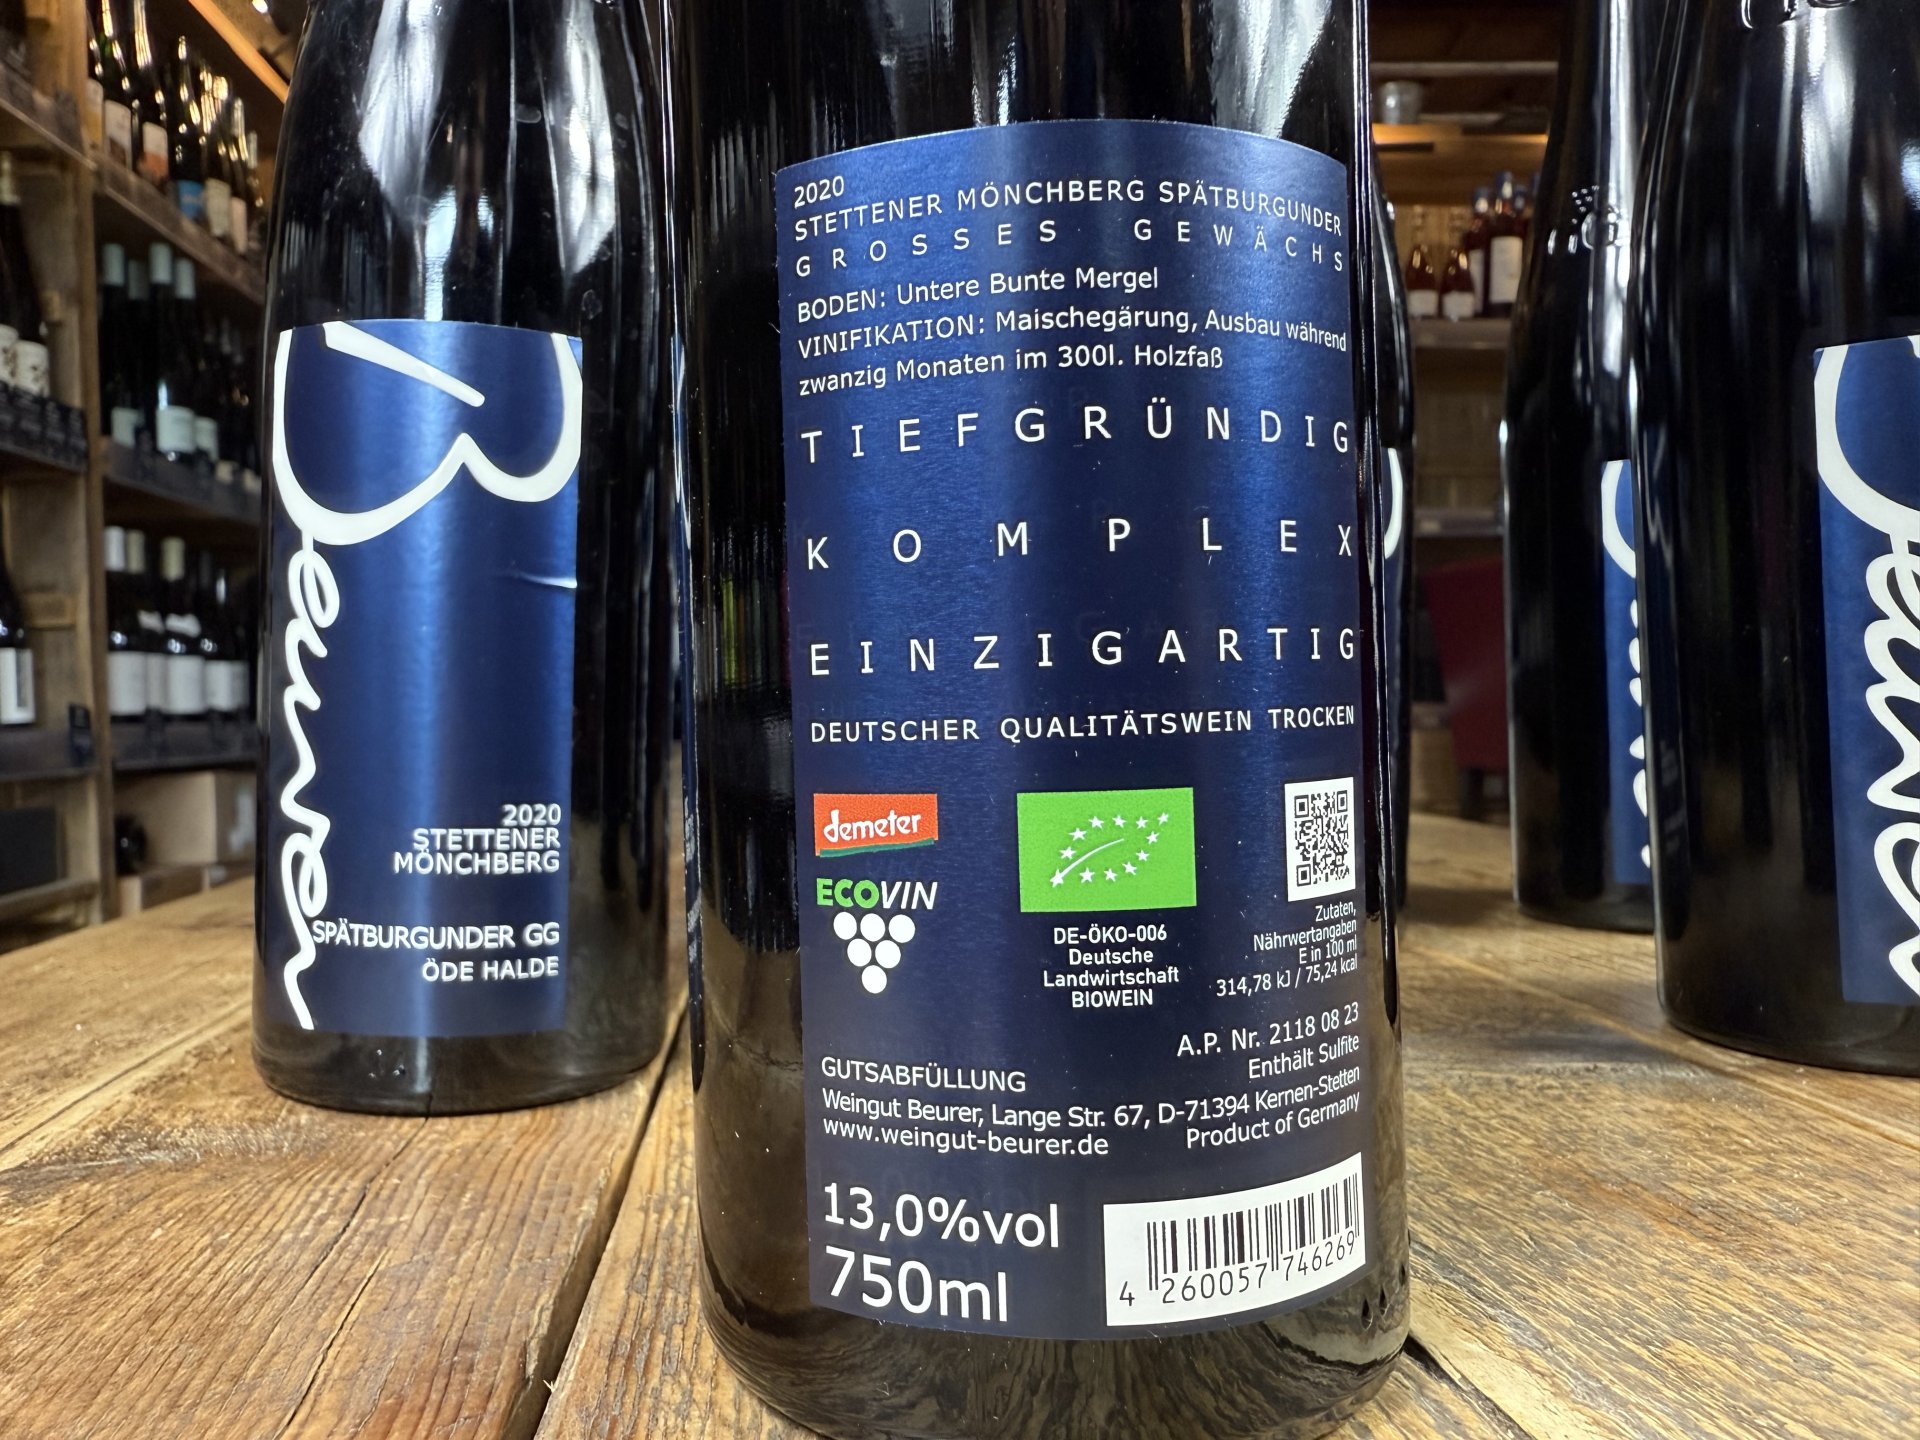 Beurer
2020
STETTENER
MÖNCHBERG
SPÄTBURGUNDER GG
ÖDE HALDE
2020
STETTENER MÖNCHBERG SPÄTBURGUNDER
GROSSES GEWÄCHS
BODEN: Untere Bunte Mergel
VINIFIKATION: Maischegärung, Ausbau während
zwanzig Monaten im 300l. Holzfaß
TIEFGRÜNDIG
KOMPLEX
EINZIGARTIG
DEUTSCHER QUALITÄTSWEIN TROCKEN
demeter
ECOVIN
DE-ÖKO-006
Deutsche
Landwirtschaft
BIOWEIN
Zutaten,
Nährwertangaben
E in 100 ml
314,78 kJ / 75,24 kcal
A.P. Nr. 2118 08 23
Enthält Sulfite
GUTSABFÜLLUNG
Weingut Beurer, Lange Str. 67, D-71394 Kernen-Stetten
www.weingut-beurer.de
Product of Germany
13,0%vol
750ml
4 260057 746269
Beurer